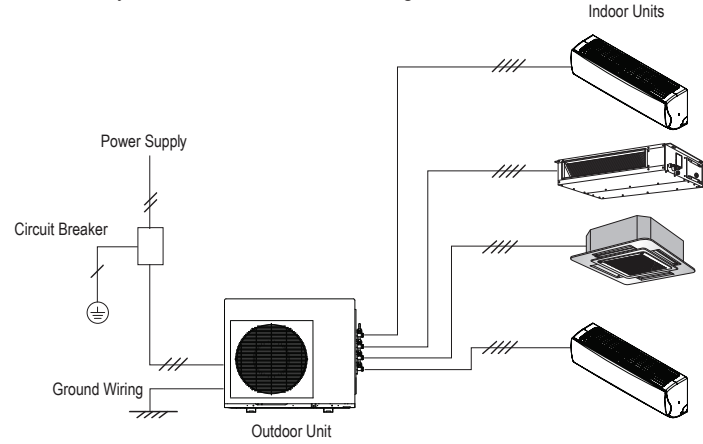 Indoor Units
Power Supply
Circuit Breaker
Ground Wiring
Outdoor Unit